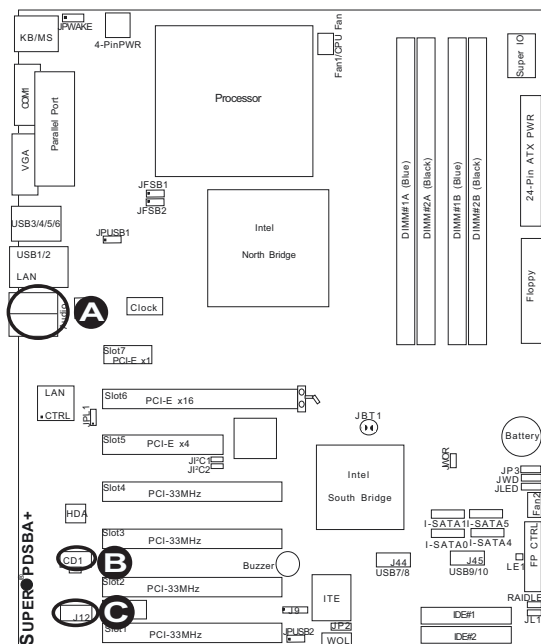 JPWAKE
KB/MS
4-PinPWR
Fan1/CPU Fan
Super IO
COM1
Parallel Port
Processor
VGA
24-Pin ATX PWR
DIMM#1A (Blue)
DIMM#2A (Black)
DIMM#1B (Blue)
DIMM#2B (Black)
JFSB1
JFSB2
USB3/4/5/6
JPUSB1
Intel
North Bridge
USB1/2
LAN
Floppy
Audio
A
Clock
Slot7
PCI-E x1
LAN
CTRL
JPL1
Slot6
PCI-E x16
JBT1
Slot5
PCI-E x4
Battery
JI²C1
JI²C2
JWOR
JP3
JWD
JLED
Intel
South Bridge
Slot4
PCI-33MHz
Fan2
HDA
I-SATA1
I-SATA5
I-SATA0
I-SATA4
Slot3
PCI-33MHz
FP CTRL
CD1
B
Buzzer
J44
USB7/8
J45
USB9/10
LE1
Slot2
PCI-33MHz
ITE
RAIDLE
J12
C
J9
JP2
IDE#1
JL1
Slot1
PCI-33MHz
JPUSB2
WOL
IDE#2
SUPER® PDSBA+